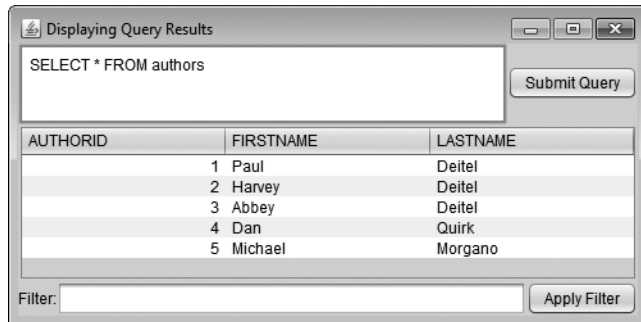 Displaying Query Results
SELECT * FROM authors
Submit Query
AUTHORID FIRSTNAME LASTNAME
1 Paul Deitel
2 Harvey Deitel
3 Abbey Deitel
4 Dan Quirk
5 Michael Morgano
Filter: Apply Filter